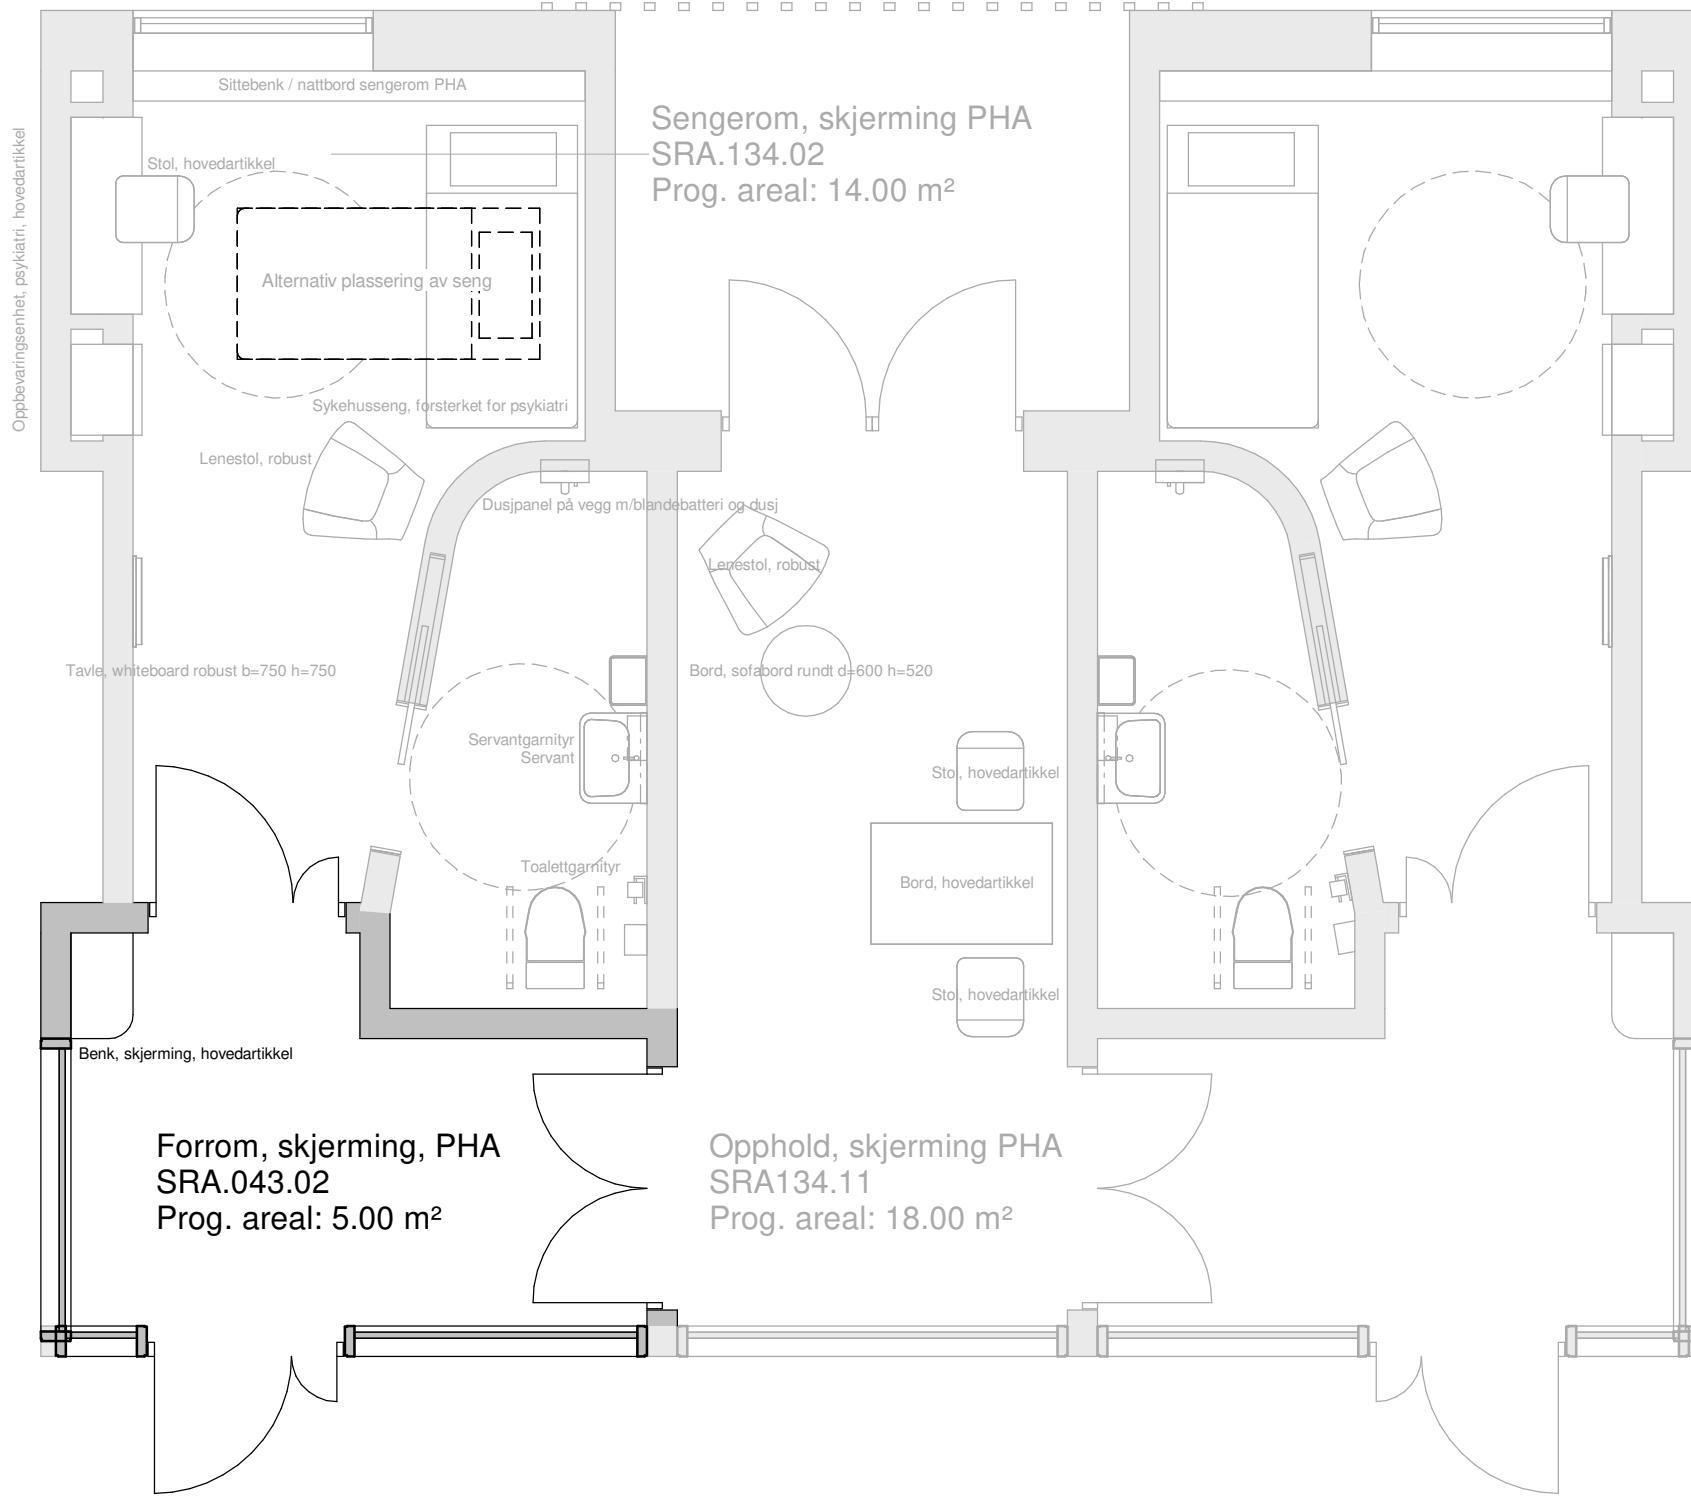 Sittebenk / nattbord sengerom PHA
Sengerom, skjerming PHA
SRA.134.02
Prog. areal: 14.00 m²
Oppbevaringsenhet, psykiatri, hovedartikkel
Stol, hovedartikkel
Alternativ plassering av seng
Sykehusseng, forsterket for psykiatri
Lenestol, robust
Dusjpanel på vegg m/blandebatteri og dusj
Lenestol, robust
Tavle, whiteboard robust b=750 h=750
Bord, sofabord rundt d=600 h=520
Servantgarnityr
Servant
Stol, hovedartikkel
Toalettgarnityr
Bord, hovedartikkel
Stol, hovedartikkel
Benk, skjerming, hovedartikkel
Forrom, skjerming, PHA
SRA.043.02
Prog. areal: 5.00 m²
Opphold, skjerming PHA
SRA134.11
Prog. areal: 18.00 m²